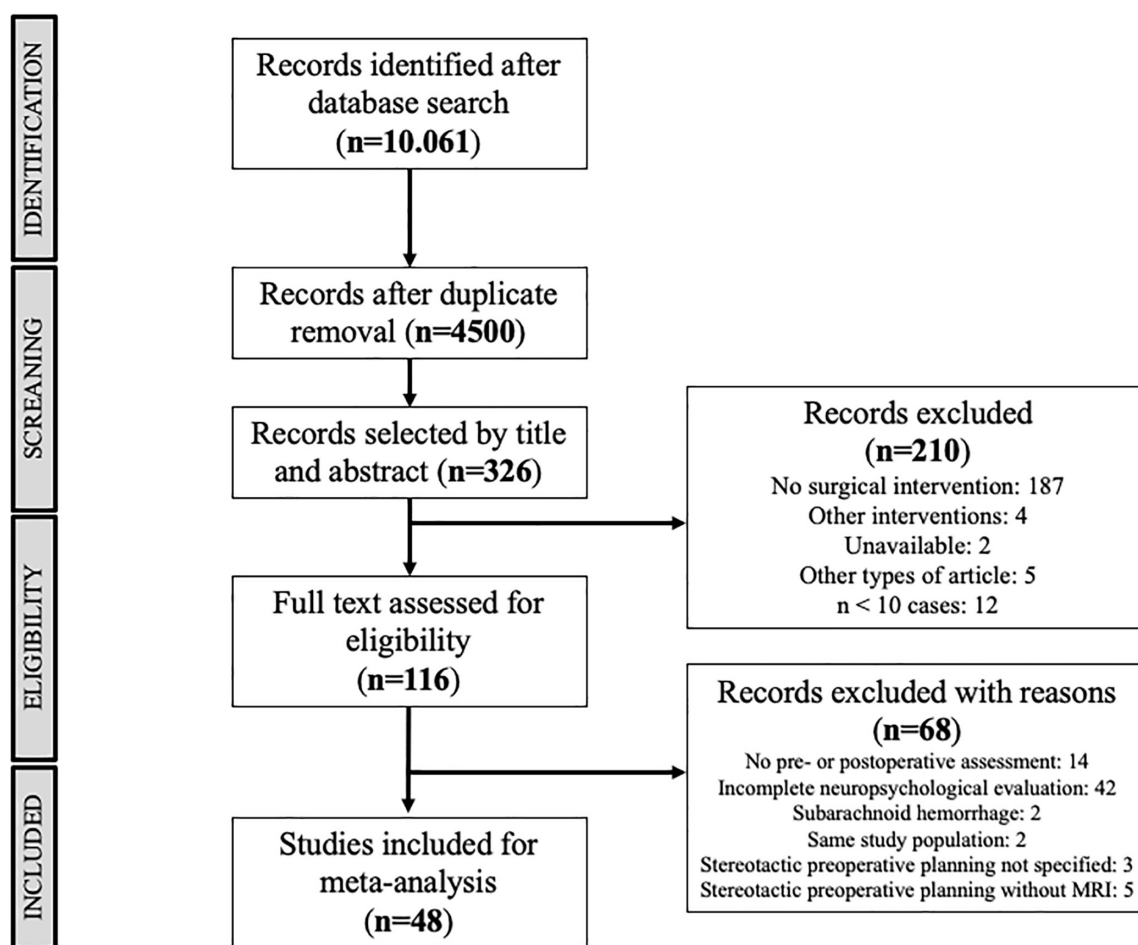 IDENTIFICATION
Records identified after
database search
(n=10.061)
SCREANING
Records after duplicate
removal (n=4500)
Records selected by title
and abstract (n=326)
Records excluded
(n=210)
No surgical intervention: 187
Other interventions: 4
Unavailable: 2
Other types of article: 5
n < 10 cases: 12
ELIGIBILITY
Full text assessed for
eligibility
(n=116)
Records excluded with reasons
(n=68)
No pre- or postoperative assessment: 14
Incomplete neuropsychological evaluation: 42
Subarachnoid hemorrhage: 2
Same study population: 2
Stereotactic preoperative planning not specified: 3
Stereotactic preoperative planning without MRI: 5
INCLUDED
Studies included for
meta-analysis
(n=48)